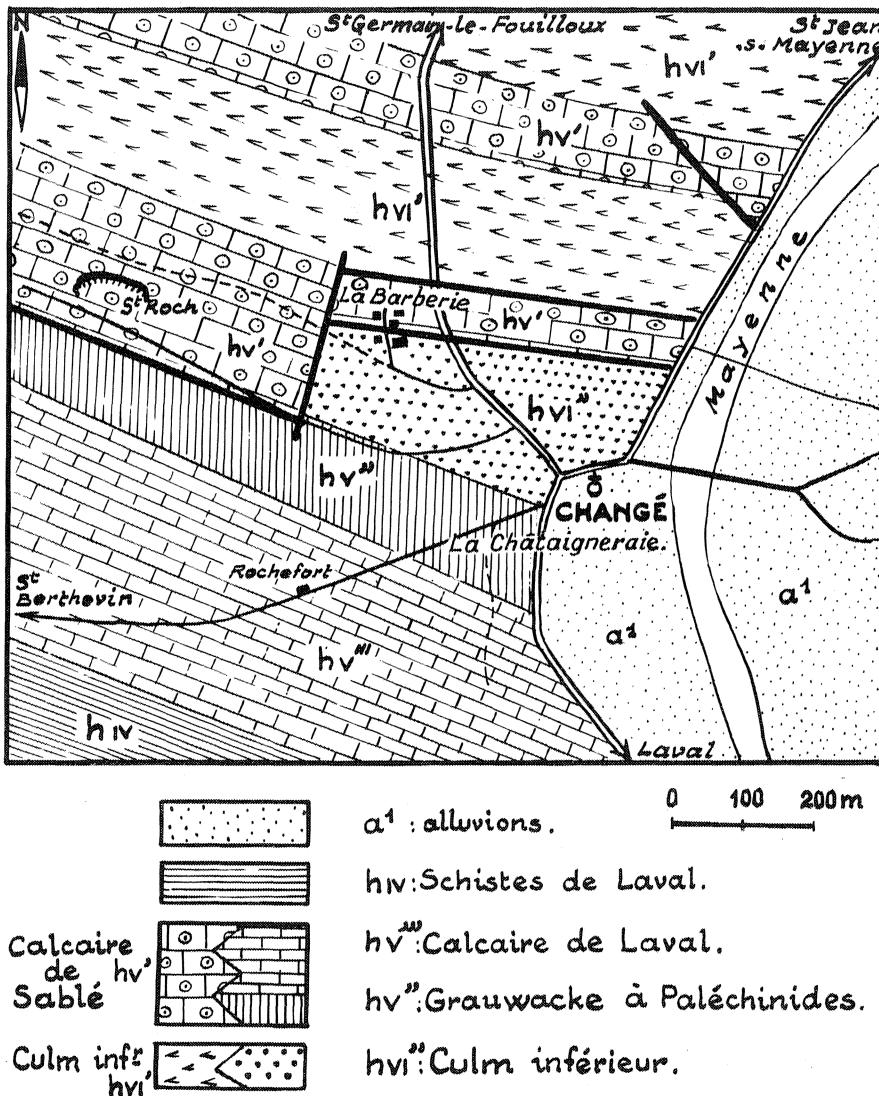 N
St Germain-le-Fouilloux
St Jean
.s. Mayenne
hVI'
hV'
hVI'
La Barberie
St Roch
hV'
hV'
Mayenne
hVI"
hV"
CHANGÉ
La Châtaigneraie.
Rochefort
St
Berthevin
a1
a1
hV'''
hIV
Laval
0 100 200m
a1 : alluvions.
hIV: Schistes de Laval.
Calcaire
de hV'
Sablé
hV''': Calcaire de Laval.
hV": Grauwacke à Paléchinides.
Culm infr
hVI'
hVI": Culm inférieur.